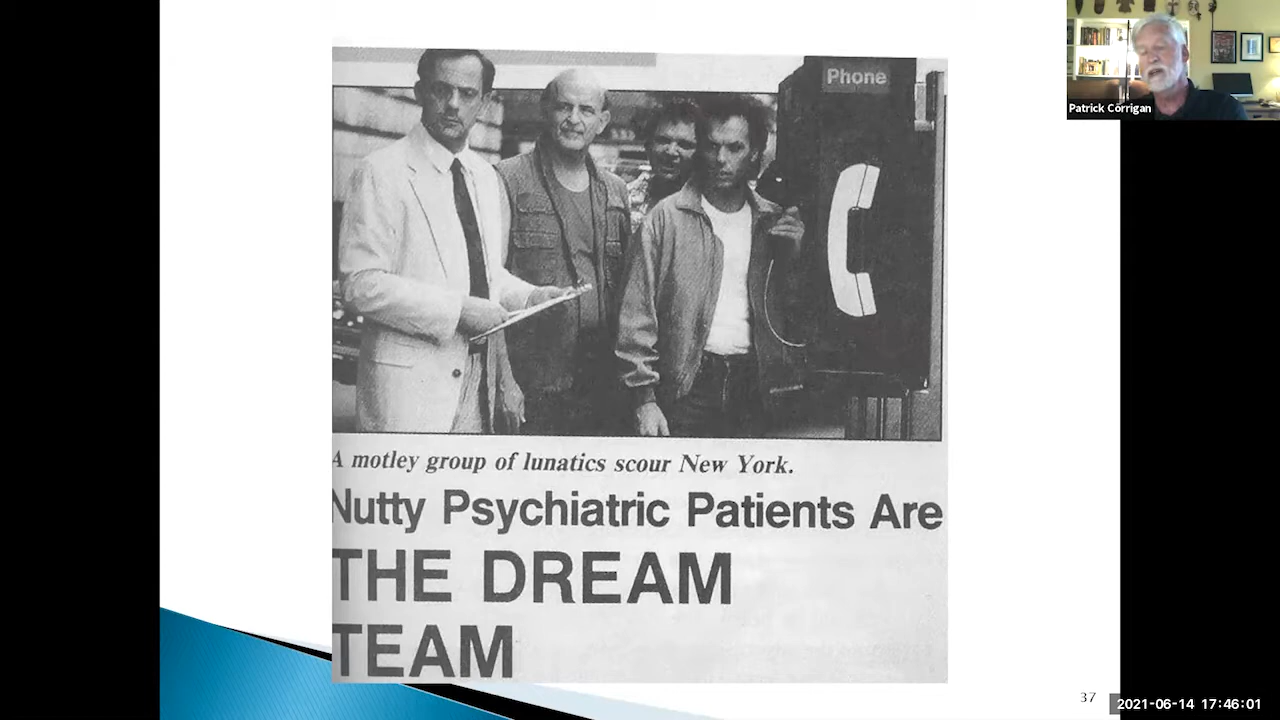 Phone
Patrick Corrigan
A motley group of lunatics scour New York.
Nutty Psychiatric Patients Are
THE DREAM
TEAM
37
2021-06-14 17:46:01